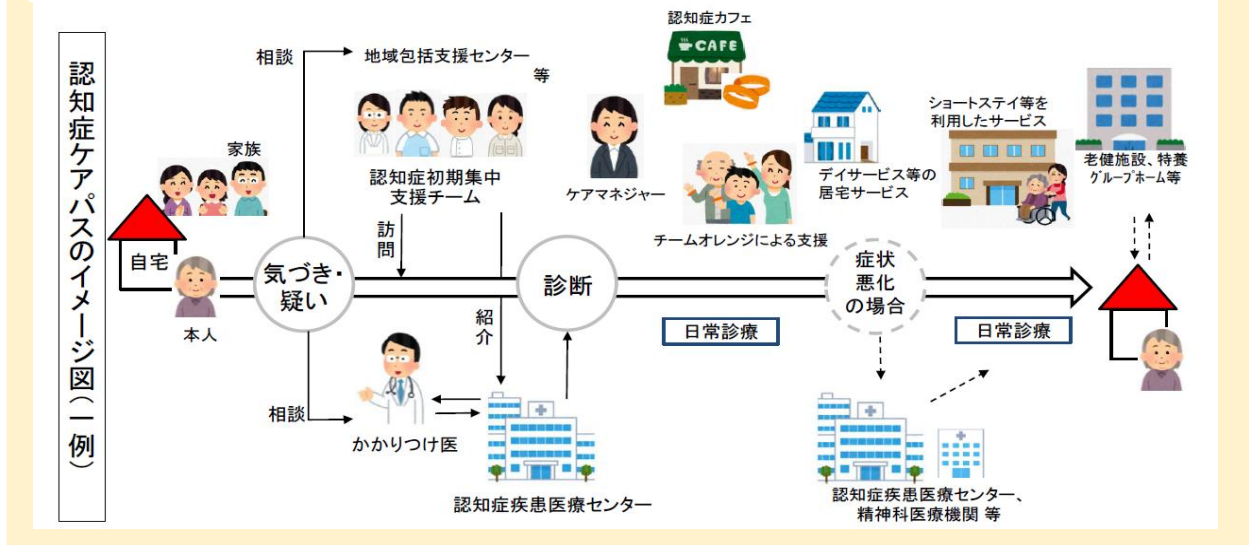 認知症ケアパスのイメージ図(一例)
家族
自宅
本人
相談
地域包括支援センター
等
認知症初期集中
支援チーム
訪問
気づき・
疑い
相談
かかりつけ医
紹介
認知症疾患医療センター
診断
認知症カフェ
CAFE
ケアマネジャー
チームオレンジによる支援
デイサービス等の
居宅サービス
日常診療
症状
悪化
の場合
認知症疾患医療センター、
精神科医療機関 等
ショートステイ等を
利用したサービス
日常診療
老健施設、特養
グループホーム等